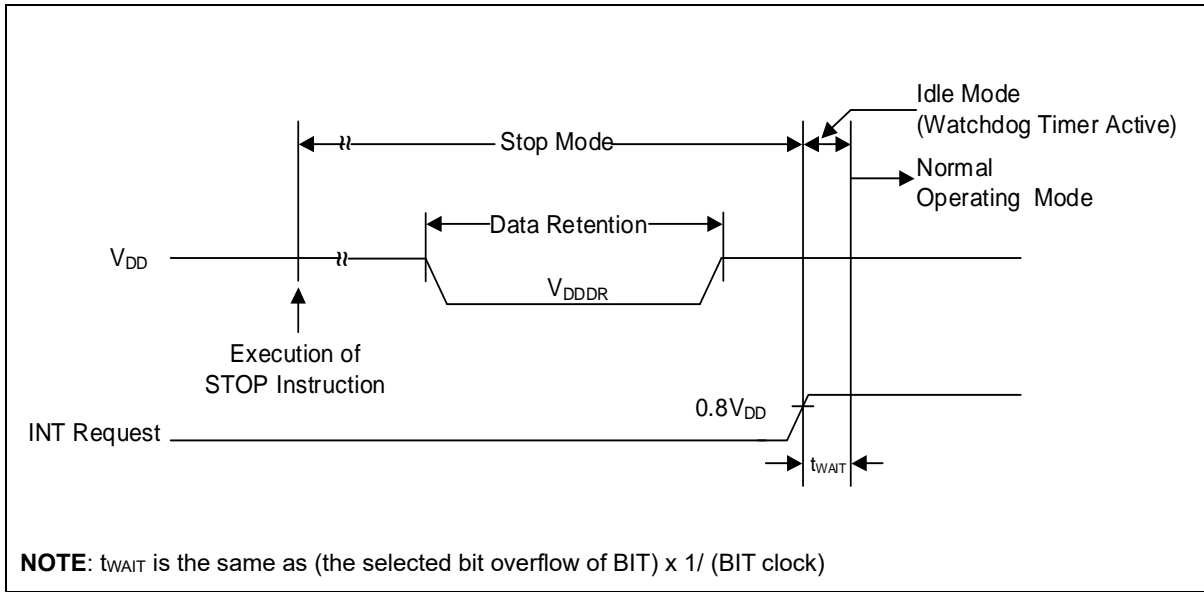 Idle Mode
(Watchdog Timer Active)
Stop Mode
Normal
Operating Mode
Data Retention
VDD
VDDDR
Execution of
STOP Instruction
0.8VDD
INT Request
tWAIT
NOTE: tWAIT is the same as (the selected bit overflow of BIT) x 1/ (BIT clock)